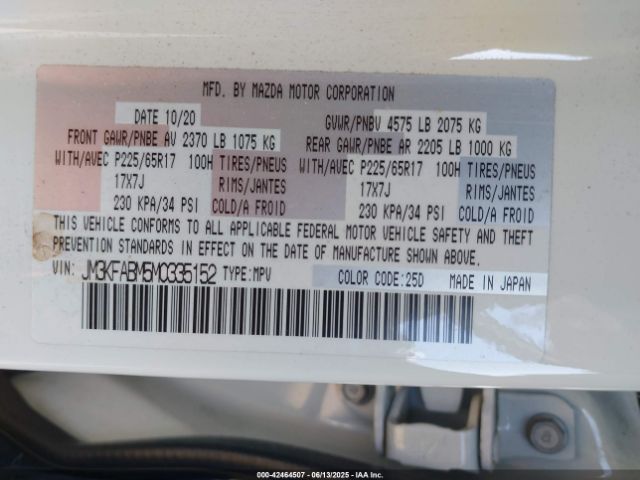 MFD. BY MAZDA MOTOR CORPORATION
DATE 10/20 GVWR/PNBV 4575 LB 2075 KG
FRONT GAWR/PNBE AV 2370 LB 1075 KG REAR GAWR/PNBE AR 2205 LB 1000 KG
WITH/AVEC P225/65R17 100H TIRES/PNEUS WITH/AVEC P225/65R17 100H TIRES/PNEUS
17X7J RIMS/JANTES 17X7J RIMS/JANTES
230 KPA/34 PSI COLD/A FROID 230 KPA/34 PSI COLD/A FROID
THIS VEHICLE CONFORMS TO ALL APPLICABLE FEDERAL MOTOR VEHICLE SAFETY AND THEFT
PREVENTION STANDARDS IN EFFECT ON THE DATE OF MANUFACTURE SHOWN ABOVE.
VIN: JM3KFABM5M0335152 TYPE:MPV COLOR CODE:25D MADE IN JAPAN
000-42464507 - 06/13/2025 - IAA Inc.